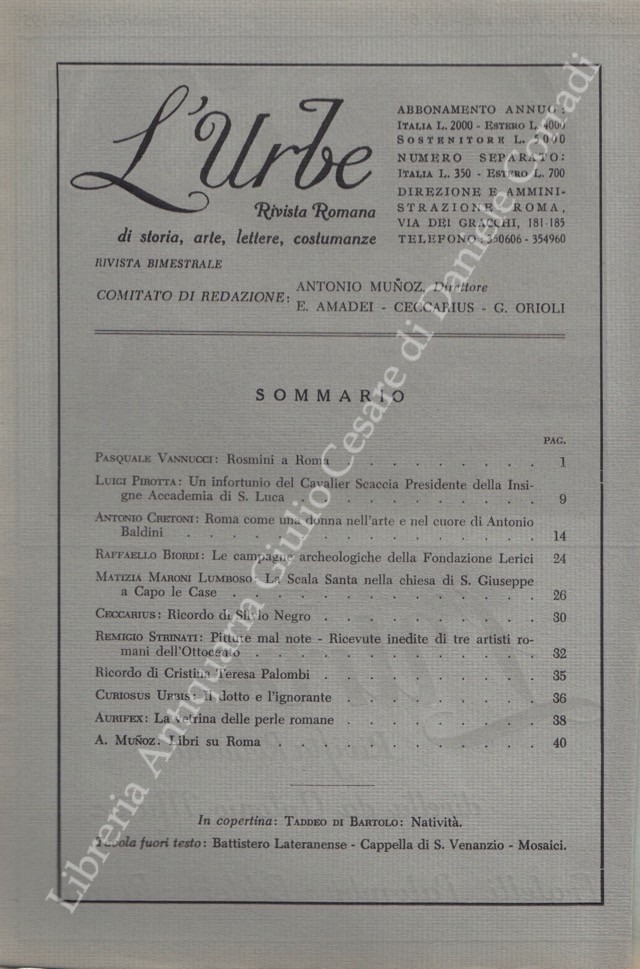 L'Urbe
Rivista Romana
di storia, arte, lettere, costumanze
RIVISTA BIMESTRALE
ABBONAMENTO ANNUO:
ITALIA L. 2000 - ESTERO L. 4000
SOSTENITORE L. 5000
NUMERO SEPARATO:
ITALIA L. 350 - ESTERO L. 700
DIREZIONE E AMMINI-
STRAZIONE: ROMA,
VIA DEI GRACCHI, 181-185
TELEFONO: 350606 - 354960
COMITATO DI REDAZIONE:
ANTONIO MUÑOZ, Direttore
E. AMADEI - CECCARIUS - G. ORIOLI
SOMMARIO
PAG.
PASQUALE VANNUCCI: Rosmini a Roma . . . . . . . . 1
LUIGI PIROTTA: Un infortunio del Cavalier Scaccia Presidente della Insi-
gne Accademia di S. Luca . . . . . . . . . 9
ANTONIO CRETONI: Roma come una donna nell'arte e nel cuore di Antonio
Baldini . . . . . . . . . . . . . 14
RAFFAELLO BIORDI: Le campagne archeologiche della Fondazione Lerici 24
MATIZIA MARONI LUMBOSO: La Scala Santa nella chiesa di S. Giuseppe
a Capo le Case . . . . . . . . . . . . 26
CECCARIUS: Ricordo di Silvio Negro . . . . . . . . 30
REMIGIO STRINATI: Pitture mal note - Ricevute inedite di tre artisti ro-
mani dell'Ottocento . . . . . . . . . . . 32
Ricordo di Cristina Teresa Palombi . . . . . . . . 35
CURIOSUS URBIS: Il dotto e l'ignorante . . . . . . . 36
AURIFEX: La vetrina delle perle romane . . . . . . . 38
A. MUÑOZ: Libri su Roma . . . . . . . . . . 40
In copertina: TADDEO DI BARTOLO: Natività.
Tavola fuori testo: Battistero Lateranense - Cappella di S. Venanzio - Mosaici.
Libreria Antiquaria Giulio Cesare di Daniele Corradi